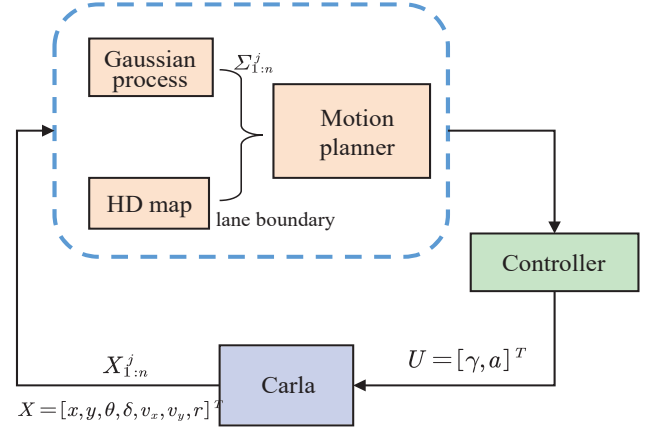 Gaussian
process
Σ^j_{1:n}
Motion
planner
HD map
lane boundary
Controller
X^j_{1:n}
U=[γ,a]^T
Carla
X=[x,y,θ,δ,v_x,v_y,r]^T